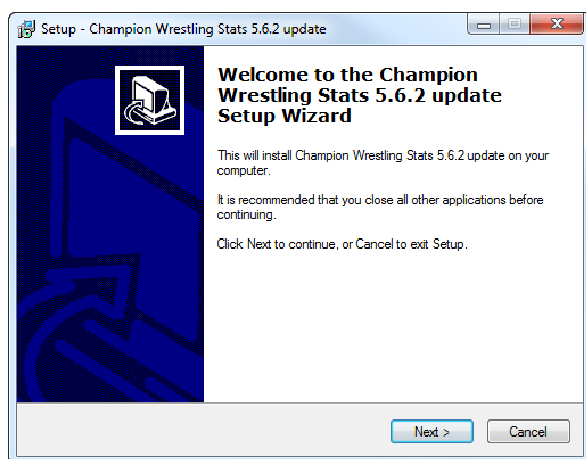 Setup - Champion Wrestling Stats 5.6.2 update
Welcome to the Champion
Wrestling Stats 5.6.2 update
Setup Wizard
This will install Champion Wrestling Stats 5.6.2 update on your
computer.
It is recommended that you close all other applications before
continuing.
Click Next to continue, or Cancel to exit Setup.
Next >
Cancel